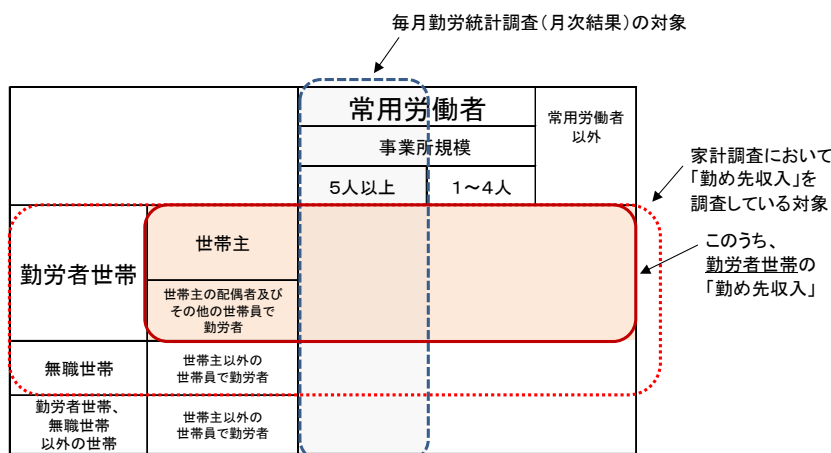 毎月勤労統計調査(月次結果)の対象
常用労働者
常用労働者
以外
事業所規模
5人以上
1~4人
家計調査において
「勤め先収入」を
調査している対象
このうち、
勤労者世帯の
「勤め先収入」
勤労者世帯
世帯主
世帯主の配偶者及び
その他の世帯員で
勤労者
無職世帯
世帯主以外の
世帯員で勤労者
勤労者世帯、
無職世帯
以外の世帯
世帯主以外の
世帯員で勤労者